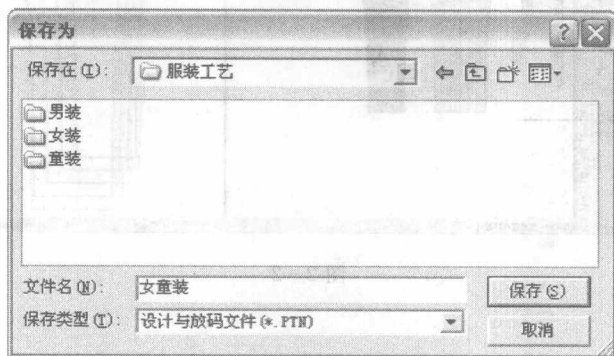 保存为
保存在(I): 服装工艺
男装
女装
童装
文件名(N): 女童装
保存(S)
保存类型(T): 设计与放码文件(*.PTN)
取消